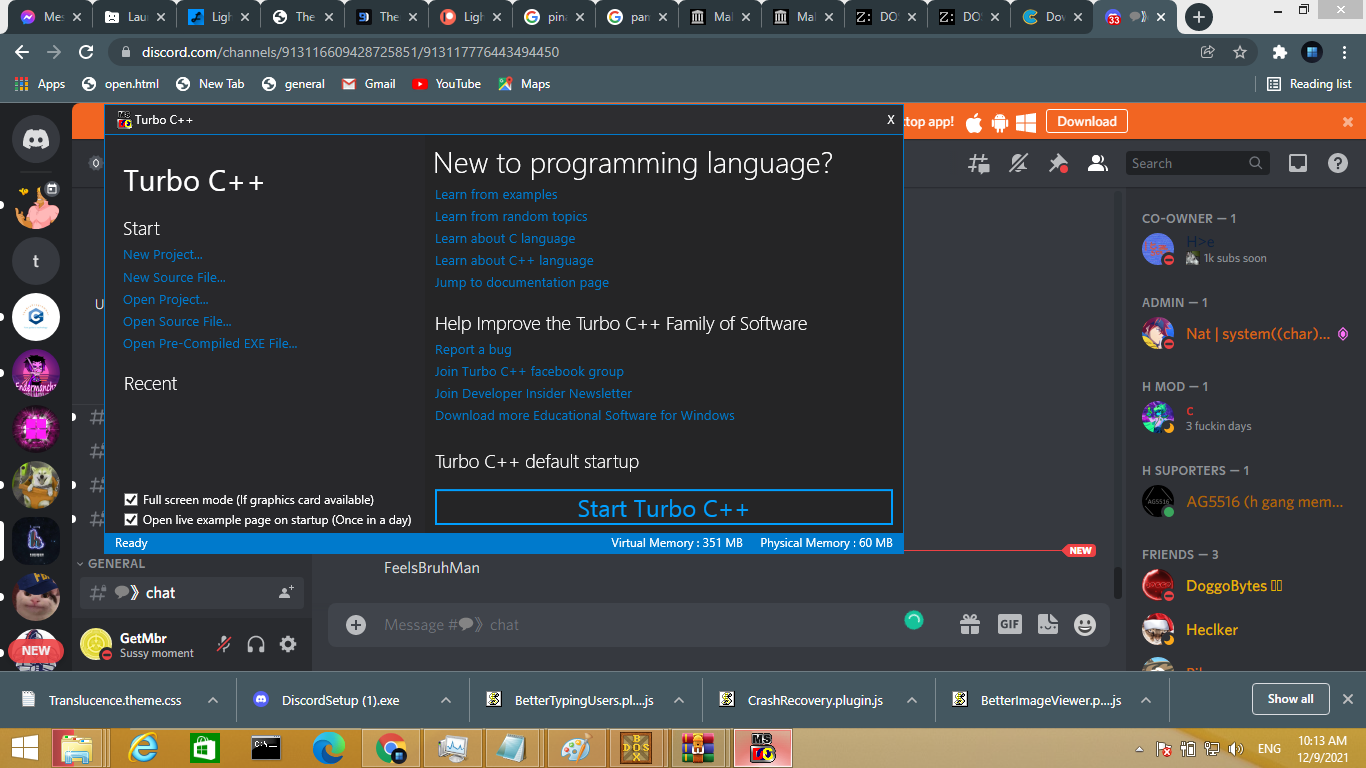 Mes
Lau
Ligh
The
The
Ligh
pin
pan
Mal
Mal
Z: DOS
Z: DOS
Dov
33
discord.com/channels/913116609428725851/913117776443494450
Apps
open.html
New Tab
general
Gmail
YouTube
Maps
Reading list
Turbo C++
X
top app!
Download
0
Search
t
U
NEW
Turbo C++
Start
New Project...
New Source File...
Open Project...
Open Source File...
Open Pre-Compiled EXE File...
Recent
Full screen mode (If graphics card available)
Open live example page on startup (Once in a day)
New to programming language?
Learn from examples
Learn from random topics
Learn about C language
Learn about C++ language
Jump to documentation page
Help Improve the Turbo C++ Family of Software
Report a bug
Join Turbo C++ facebook group
Join Developer Insider Newsletter
Download more Educational Software for Windows
Turbo C++ default startup
Start Turbo C++
Ready
Virtual Memory : 351 MB
Physical Memory : 60 MB
CO-OWNER — 1
H>e
1k subs soon
ADMIN — 1
Nat | system((char)...
H MOD — 1
c
3 fuckin days
H SUPORTERS — 1
AG5516
AG5516 (h gang mem...
FRIENDS — 3
DoggoBytes
Heclker
NEW
GENERAL
FeelsBruhMan
chat
Message # chat
GIF
GetMbr
Sussy moment
Translucence.theme.css
DiscordSetup (1).exe
BetterTypingUsers.pl....js
CrashRecovery.plugin.js
BetterImageViewer.p....js
Show all
C:\_
DOS
BOX
MS
ENG
10:13 AM
12/9/2021